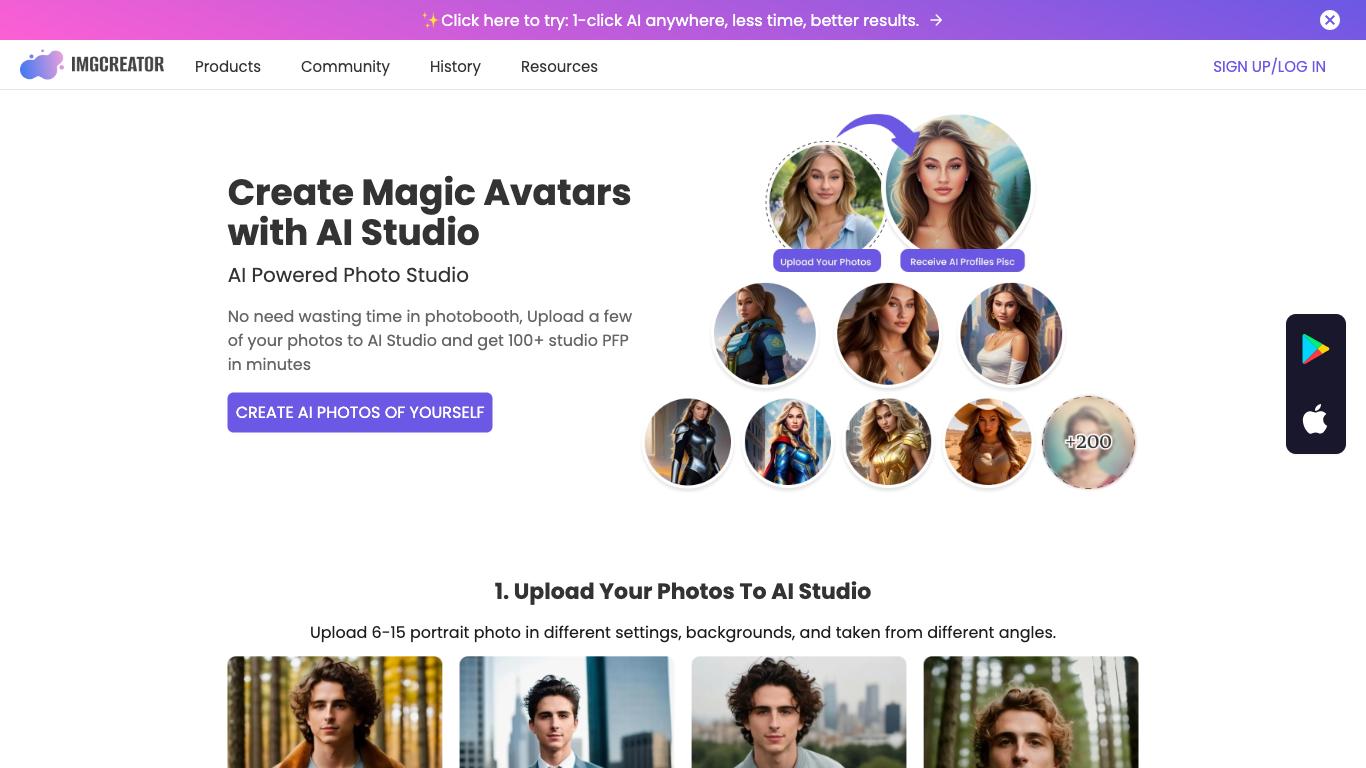 ✨Click here to try: 1-click AI anywhere, less time, better results. →
IMGCREATOR
Products
Community
History
Resources
SIGN UP/LOG IN
Create Magic Avatars
with AI Studio
AI Powered Photo Studio
No need wasting time in photobooth, Upload a few
of your photos to AI Studio and get 100+ studio PFP
in minutes
CREATE AI PHOTOS OF YOURSELF
Upload Your Photos
Receive AI Profiles Pisc
+200
1. Upload Your Photos To AI Studio
Upload 6-15 portrait photo in different settings, backgrounds, and taken from different angles.